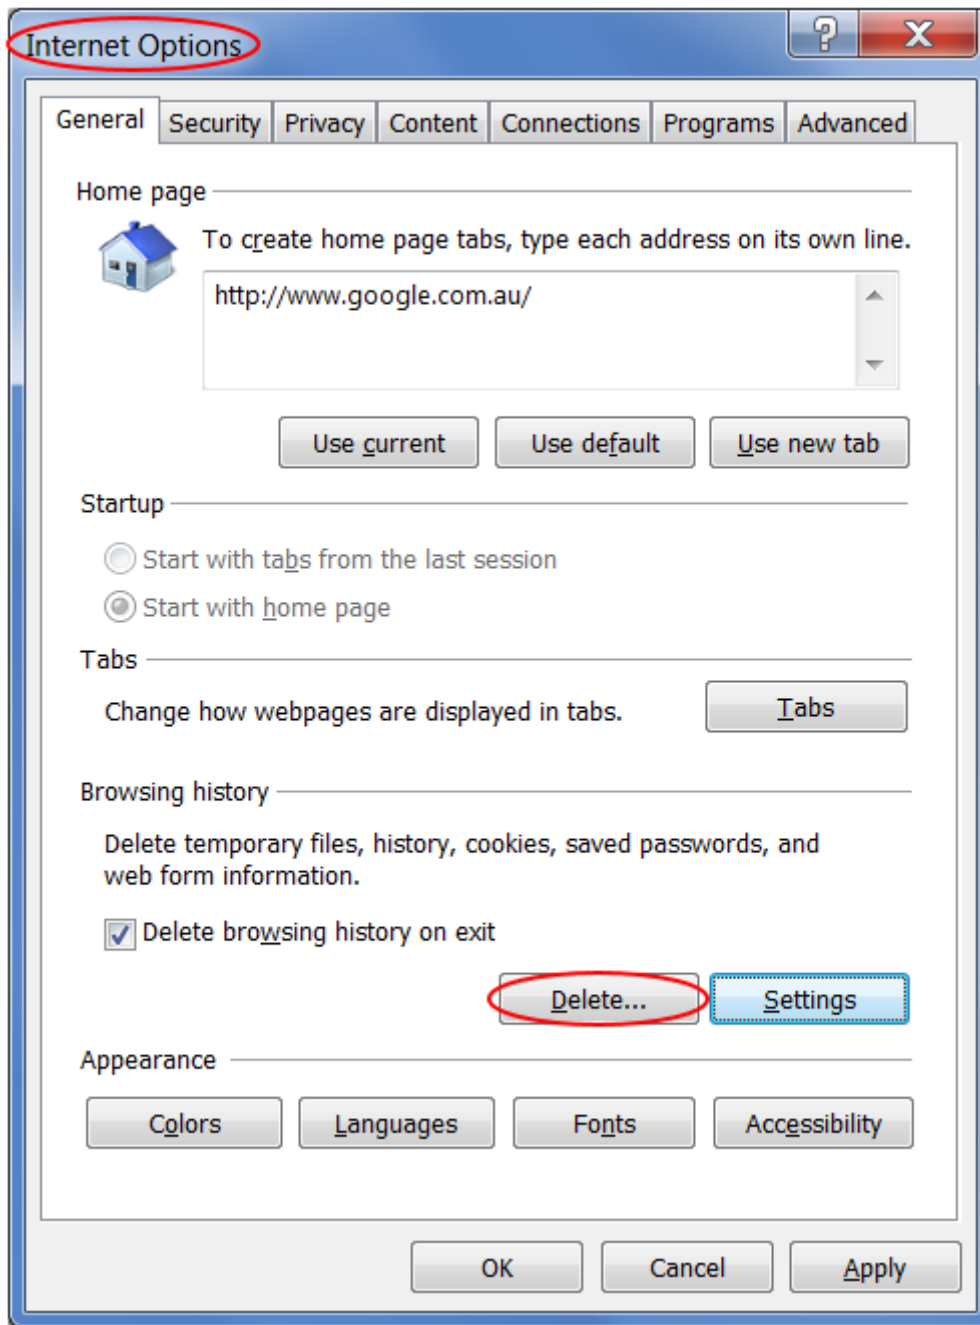 Internet Options
General Security Privacy Content Connections Programs Advanced
Home page
To create home page tabs, type each address on its own line.
http://www.google.com.au/
Use current Use default Use new tab
Startup
Start with tabs from the last session
Start with home page
Tabs
Change how webpages are displayed in tabs. Tabs
Browsing history
Delete temporary files, history, cookies, saved passwords, and
web form information.
Delete browsing history on exit
Delete... Settings
Appearance
Colors Languages Fonts Accessibility
OK Cancel Apply